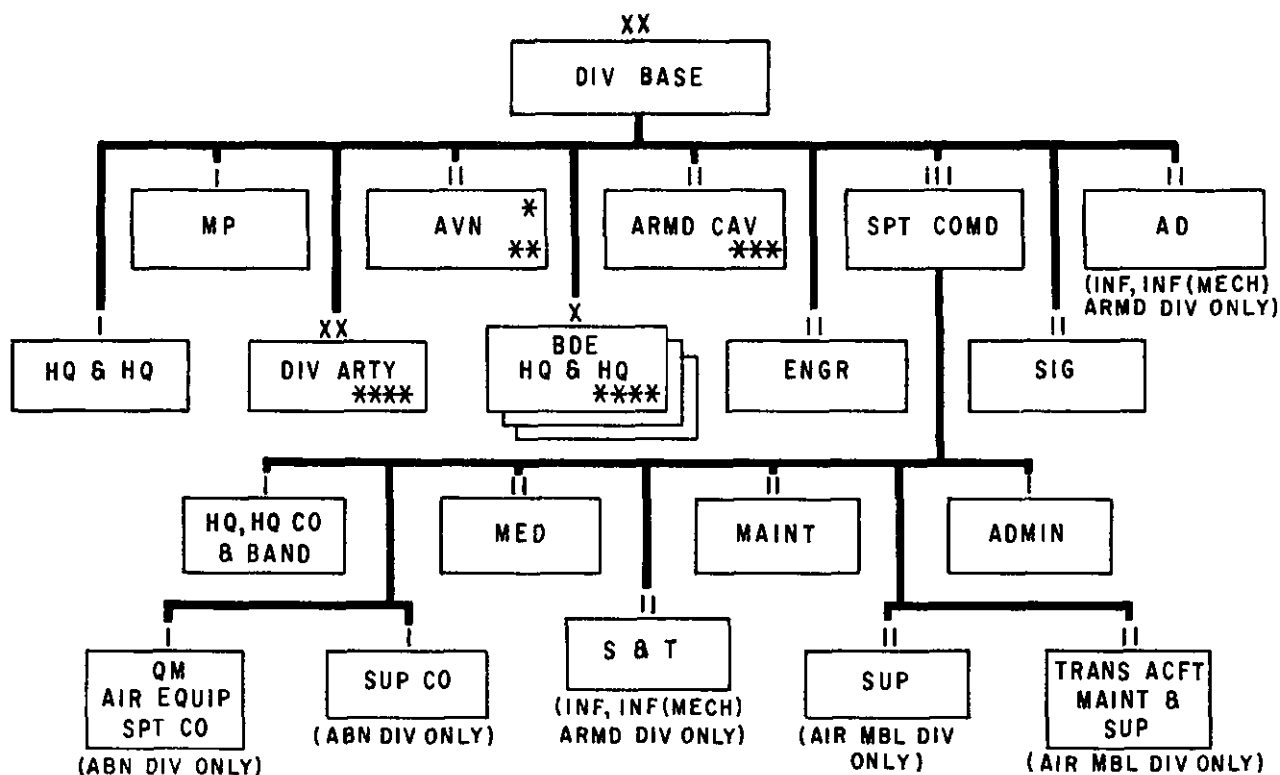 XX
DIV BASE
I
MP
II
AVN *
**
II
ARMD CAV
***
III
SPT COMD
II
AD
(INF, INF(MECH)
ARMD DIV ONLY)
I
HQ & HQ
XX
DIV ARTY
****
X
BDE
HQ & HQ
****
II
ENGR
II
SIG
I
HQ, HQ CO
& BAND
II
MED
II
MAINT
I
ADMIN
I
QM
AIR EQUIP
SPT CO
(ABN DIV ONLY)
I
SUP CO
(ABN DIV ONLY)
II
S & T
(INF, INF(MECH)
ARMD DIV ONLY)
II
SUP
(AIR MBL DIV
ONLY)
II
TRANS ACFT
MAINT &
SUP
(AIR MBL DIV ONLY)